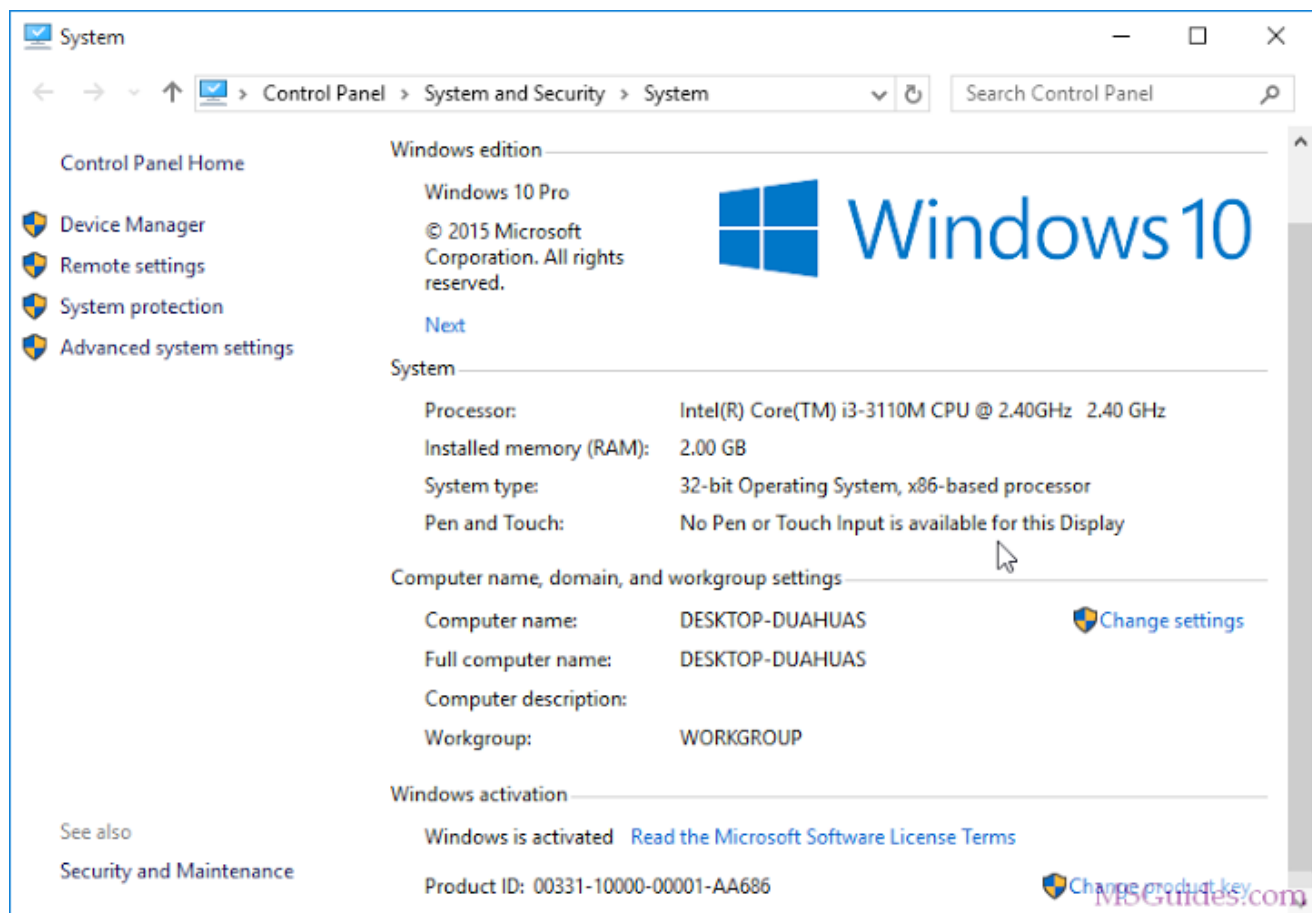 System
Control Panel > System and Security > System
Search Control Panel
Control Panel Home
Device Manager
Remote settings
System protection
Advanced system settings
See also
Security and Maintenance
Windows edition
Windows 10 Pro
© 2015 Microsoft
Corporation. All rights
reserved.
Next
Windows 10
System
Processor: Intel(R) Core(TM) i3-3110M CPU @ 2.40GHz 2.40 GHz
Installed memory (RAM): 2.00 GB
System type: 32-bit Operating System, x86-based processor
Pen and Touch: No Pen or Touch Input is available for this Display
Computer name, domain, and workgroup settings
Computer name: DESKTOP-DUAHUAS
Change settings
Full computer name: DESKTOP-DUAHUAS
Computer description:
Workgroup: WORKGROUP
Windows activation
Windows is activated Read the Microsoft Software License Terms
Product ID: 00331-10000-00001-AA686
Change product key
MSGuides.com